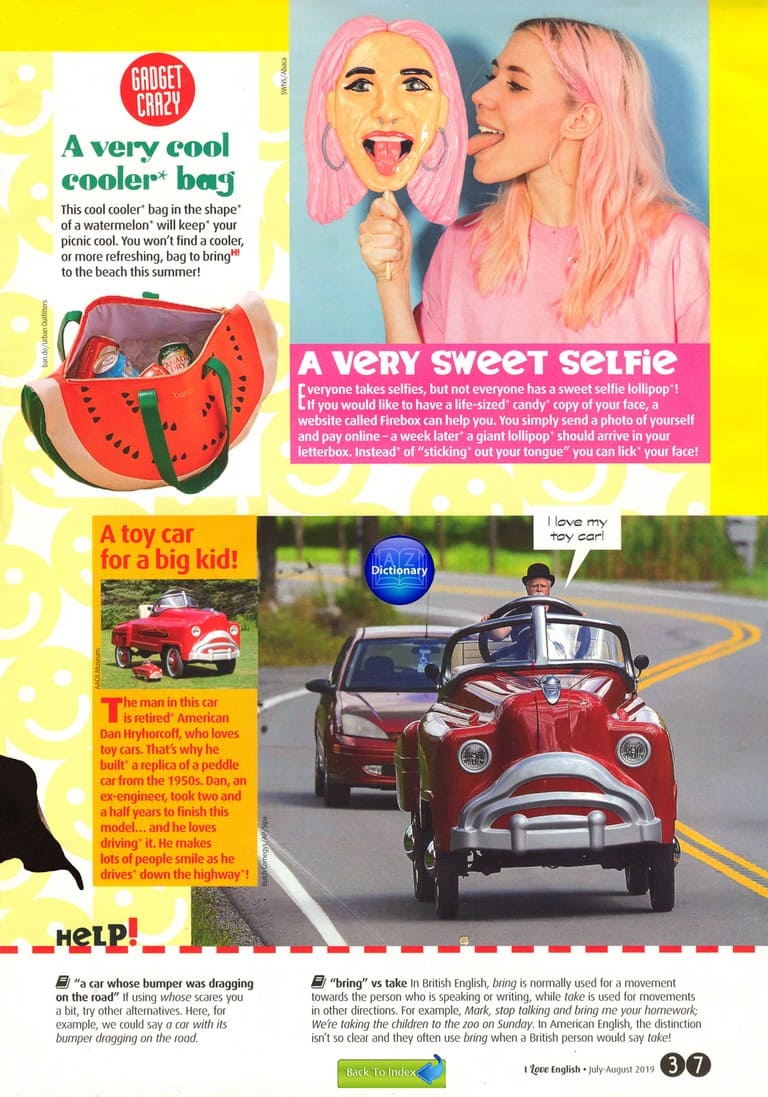 GADGET
CRAZY
SWNS/Abaca
A very cool
cooler* bag
This cool cooler* bag in the shape*
of a watermelon* will keep* your
picnic cool. You won't find a cooler,
or more refreshing, bag to bring H!
to the beach this summer!
ban.do/Urban Outfitters
A VERY SWEET SELFIE
Everyone takes selfies, but not everyone has a sweet selfie lollipop*!
If you would like to have a life-sized* candy* copy of your face, a
website called Firebox can help you. You simply send a photo of yourself
and pay online – a week later* a giant lollipop* should arrive in your
letterbox. Instead* of "sticking* out your tongue" you can lick* your face!
A toy car
for a big kid!
AACA Museum
The man in this car
is retired* American
Dan Hryhorcoff, who loves
toy cars. That's why he
built* a replica of a peddle
car from the 1950s. Dan, an
ex-engineer, took two and
a half years to finish this
model... and he loves
driving* it. He makes
lots of people smile as he
drives* down the highway*!
I love my
toy car!
A Z
Dictionary
Butch Comegys/AP/Sipa
HELP!
"a car whose bumper was dragging
on the road" If using whose scares you
a bit, try other alternatives. Here, for
example, we could say a car with its
bumper dragging on the road.
"bring" vs take In British English, bring is normally used for a movement
towards the person who is speaking or writing, while take is used for movements
in other directions. For example, Mark, stop talking and bring me your homework;
We're taking the children to the zoo on Sunday. In American English, the distinction
isn't so clear and they often use bring when a British person would say take!
Back To Index
I Love English • July-August 2019 37